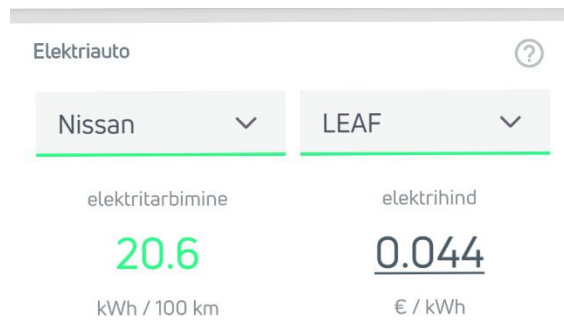 Elektriauto
Nissan LEAF
elektritarbimine elektrihind
20.6 0.044
kWh / 100 km € / kWh